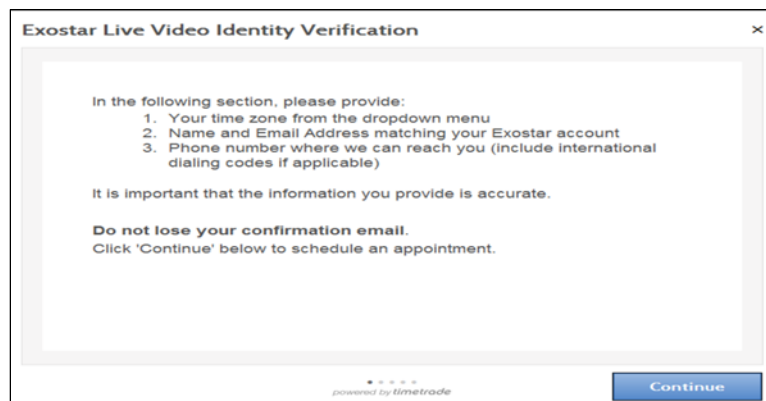 Exostar Live Video Identity Verification
×
In the following section, please provide:
1. Your time zone from the dropdown menu
2. Name and Email Address matching your Exostar account
3. Phone number where we can reach you (include international
dialing codes if applicable)
It is important that the information you provide is accurate.
Do not lose your confirmation email.
Click 'Continue' below to schedule an appointment.
powered by timetrade
Continue